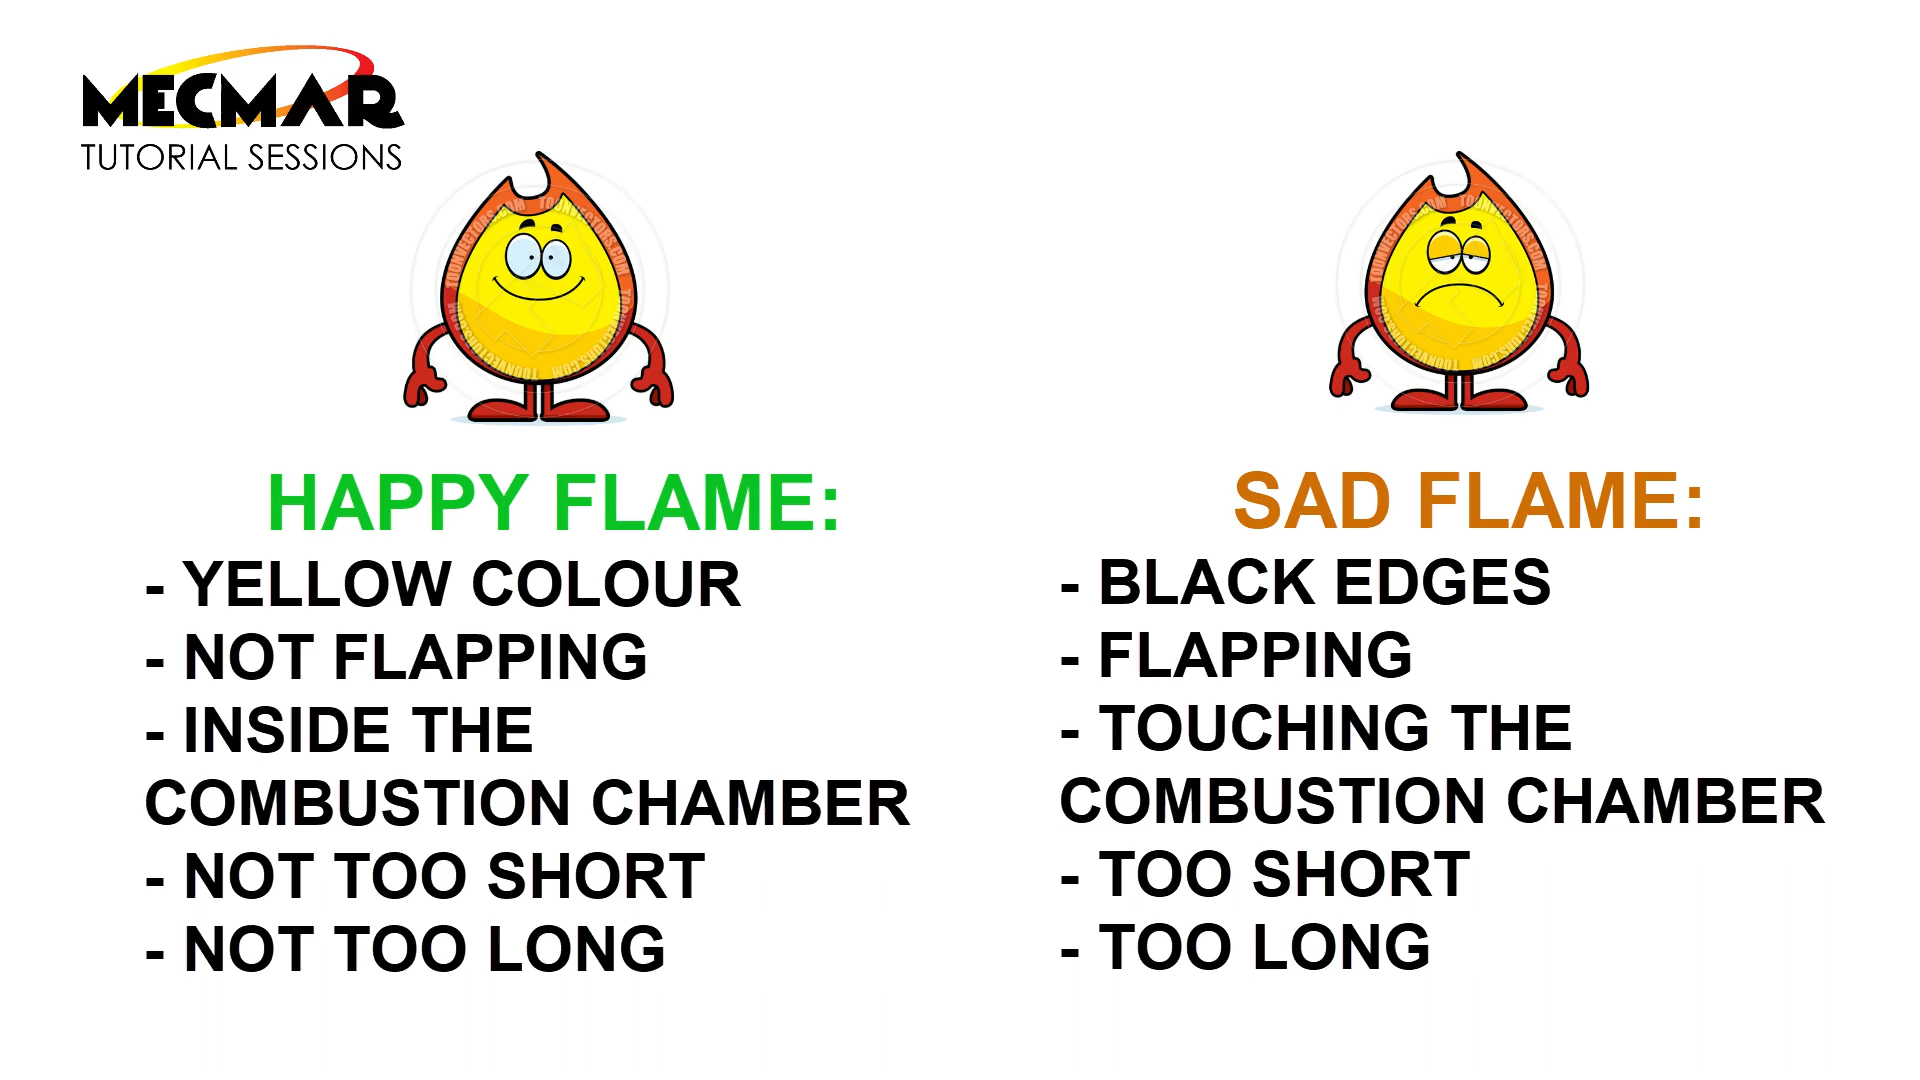 MECMAR
TUTORIAL SESSIONS
HAPPY FLAME:
- YELLOW COLOUR
- NOT FLAPPING
- INSIDE THE
COMBUSTION CHAMBER
- NOT TOO SHORT
- NOT TOO LONG
SAD FLAME:
- BLACK EDGES
- FLAPPING
- TOUCHING THE
COMBUSTION CHAMBER
- TOO SHORT
- TOO LONG